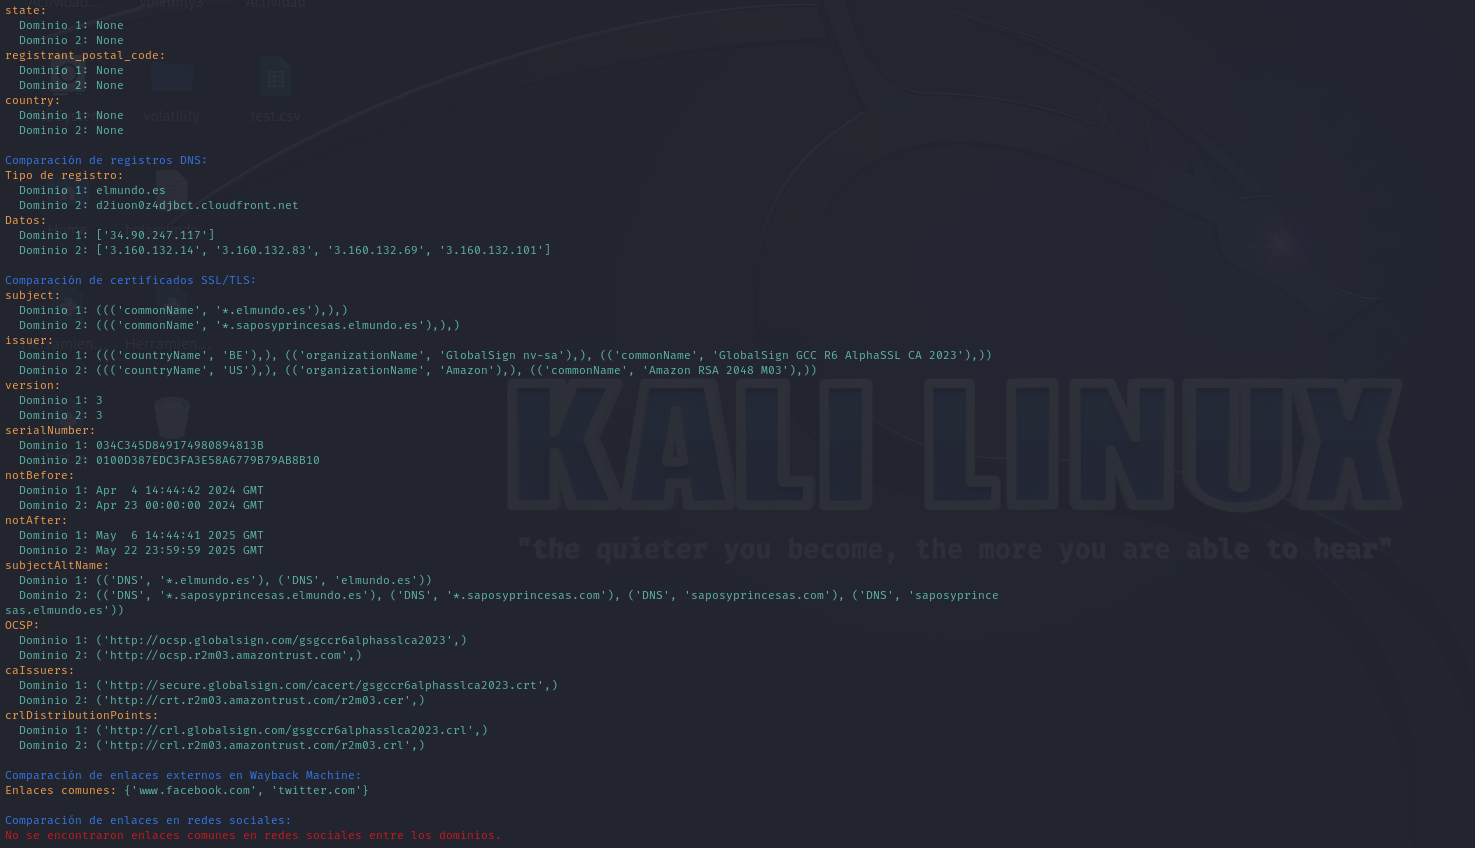 Actividad....
volatility3
Actividad
state:
Dominio 1: None
Dominio 2: None
registrant_postal_code:
Dominio 1: None
Dominio 2: None
country:
Dominio 1: None
Dominio 2: None
volatility
test.csv
Comparación de registros DNS:
Tipo de registro:
Dominio 1: elmundo.es
Dominio 2: d2iuon0z4djbct.cloudfront.net
Datos:
Dominio 1: ['34.90.247.117']
Dominio 2: ['3.160.132.14', '3.160.132.83', '3.160.132.69', '3.160.132.101']
Comparación de certificados SSL/TLS:
subject:
Dominio 1: ((('commonName', '*.elmundo.es'),),)
Dominio 2: ((('commonName', '*.saposyprincesas.elmundo.es'),),)
issuer:
Dominio 1: ((('countryName', 'BE'),), (('organizationName', 'GlobalSign nv-sa'),), (('commonName', 'GlobalSign GCC R6 AlphaSSL CA 2023'),))
Dominio 2: ((('countryName', 'US'),), (('organizationName', 'Amazon'),), (('commonName', 'Amazon RSA 2048 M03'),))
version:
Dominio 1: 3
Dominio 2: 3
serialNumber:
Dominio 1: 034C345D849174980894813B
Dominio 2: 0100D387EDC3FA3E58A6779B79AB8B10
notBefore:
Dominio 1: Apr  4 14:44:42 2024 GMT
Dominio 2: Apr 23 00:00:00 2024 GMT
notAfter:
Dominio 1: May  6 14:44:41 2025 GMT
Dominio 2: May 22 23:59:59 2025 GMT
subjectAltName:
Dominio 1: (('DNS', '*.elmundo.es'), ('DNS', 'elmundo.es'))
Dominio 2: (('DNS', '*.saposyprincesas.elmundo.es'), ('DNS', '*.saposyprincesas.com'), ('DNS', 'saposyprincesas.com'), ('DNS', 'saposyprince
sas.elmundo.es'))
OCSP:
Dominio 1: ('http://ocsp.globalsign.com/gsgccr6alphasslca2023',)
Dominio 2: ('http://ocsp.r2m03.amazontrust.com',)
caIssuers:
Dominio 1: ('http://secure.globalsign.com/cacert/gsgccr6alphasslca2023.crt',)
Dominio 2: ('http://crt.r2m03.amazontrust.com/r2m03.cer',)
crlDistributionPoints:
Dominio 1: ('http://crl.globalsign.com/gsgccr6alphasslca2023.crl',)
Dominio 2: ('http://crl.r2m03.amazontrust.com/r2m03.crl',)
Comparación de enlaces externos en Wayback Machine:
Enlaces comunes: {'www.facebook.com', 'twitter.com'}
Comparación de enlaces en redes sociales:
No se encontraron enlaces comunes en redes sociales entre los dominios.
KALI LINUX
"the quieter you become, the more you are able to hear"